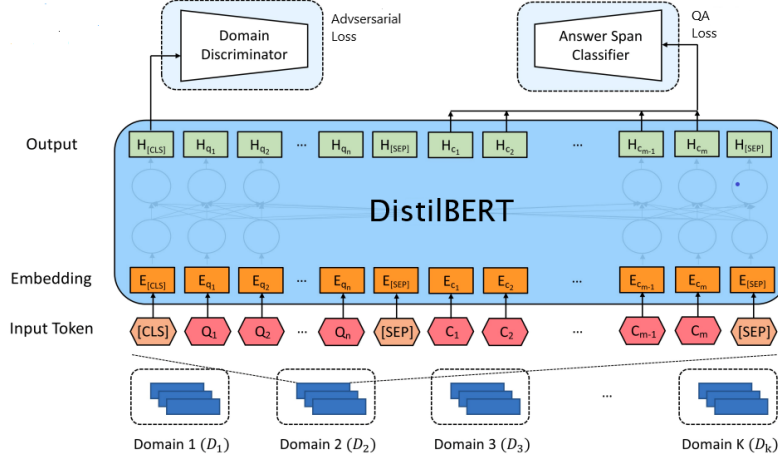 Domain
Discriminator
Advsersarial
Loss
Answer Span
Classifier
QA
Loss
Output
H[CLS] Hq1 Hq2 ... Hqn H[SEP] Hc1 Hc2 ... Hcm-1 Hcm H[SEP]
DistilBERT
Embedding
E[CLS] Eq1 Eq2 ... Eqn E[SEP] Ec1 Ec2 Ecm-1 Ecm E[SEP]
Input Token
[CLS] Q1 Q2 ... Qn [SEP] C1 C2 ... Cm-1 Cm [SEP]
...
Domain 1 (D1) Domain 2 (D2) Domain 3 (D3) Domain K (Dk)